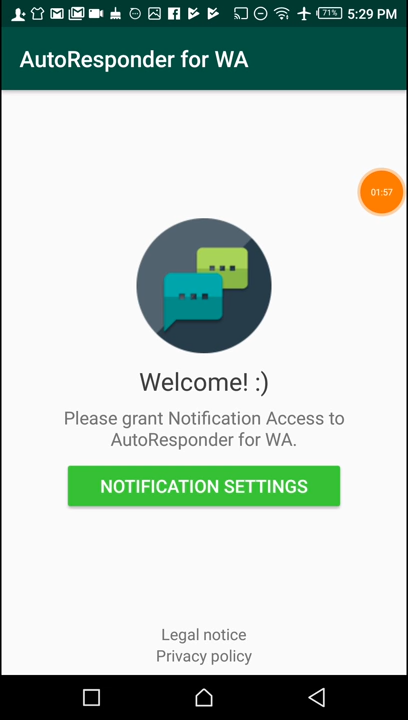 71% 5:29 PM
AutoResponder for WA
01:57
Welcome! :)
Please grant Notification Access to
AutoResponder for WA.
NOTIFICATION SETTINGS
Legal notice
Privacy policy